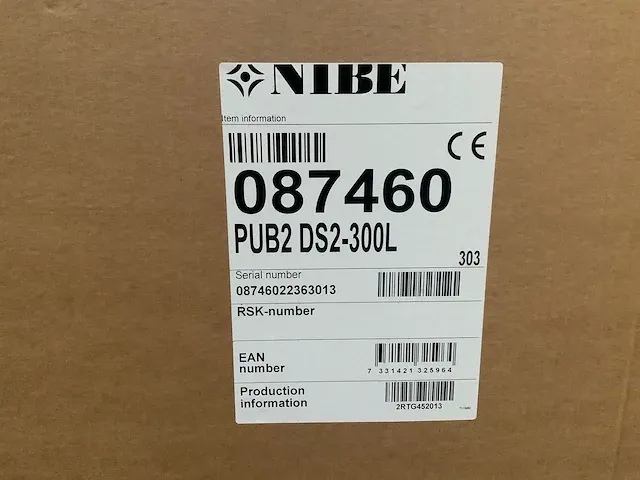 NIBE
Item information
CE
087460
PUB2 DS2-300L
303
Serial number
08746022363013
RSK-number
EAN
number
7 331421 325964
Production
information
2RTG452013